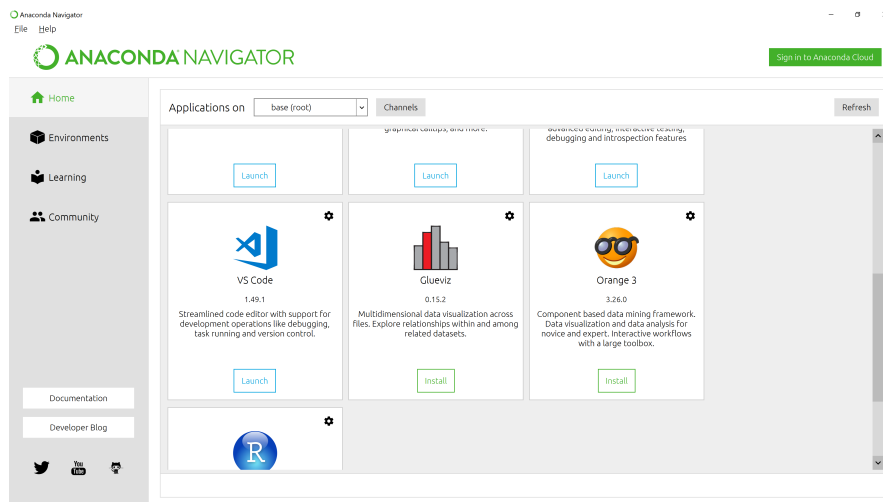 Anaconda Navigator
File Help
ANACONDA NAVIGATOR
Sign in to Anaconda Cloud
Home
Environments
Learning
Community
Documentation
Developer Blog
You
Tube
Applications on base (root) Channels Refresh
graphical calltips, and more.
advanced editing, interactive testing,
debugging and introspection features
Launch Launch Launch
VS Code
1.49.1
Streamlined code editor with support for
development operations like debugging,
task running and version control.
Launch
Glueviz
0.15.2
Multidimensional data visualization across
files. Explore relationships within and among
related datasets.
Install
Orange 3
3.26.0
Component based data mining framework.
Data visualization and data analysis for
novice and expert. Interactive workflows
with a large toolbox.
Install
R